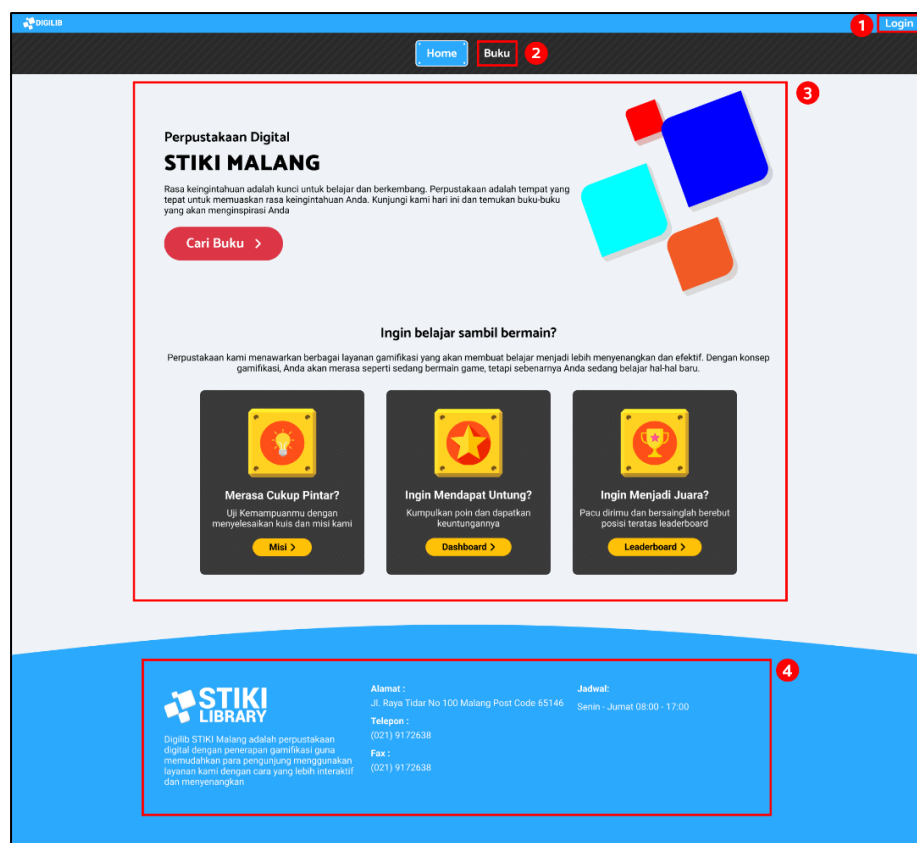 DIGILIB
1
Login
Home
Buku
2
3
Perpustakaan Digital
STIKI MALANG
Rasa keingintahuan adalah kunci untuk belajar dan berkembang. Perpustakaan adalah tempat yang
tepat untuk memuaskan rasa keingintahuan Anda. Kunjungi kami hari ini dan temukan buku-buku
yang akan menginspirasi Anda
Cari Buku >
Ingin belajar sambil bermain?
Perpustakaan kami menawarkan berbagai layanan gamifikasi yang akan membuat belajar menjadi lebih menyenangkan dan efektif. Dengan konsep
gamifikasi, Anda akan merasa seperti sedang bermain game, tetapi sebenarnya Anda sedang belajar hal-hal baru.
Merasa Cukup Pintar?
Uji Kemampuanmu dengan
menyelesaikan kuis dan misi kami
Misi >
Ingin Mendapat Untung?
Kumpulkan poin dan dapatkan
keuntungannya
Dashboard >
Ingin Menjadi Juara?
Pacu dirimu dan bersainglah berebut
posisi teratas leaderboard
Leaderboard >
4
STIKI
LIBRARY
Digilib STIKI Malang adalah perpustakaan
digital dengan penerapan gamifikasi guna
memudahkan para pengunjung menggunakan
layanan kami dengan cara yang lebih interaktif
dan menyenangkan
Alamat :
Jl. Raya Tidar No 100 Malang Post Code 65146
Telepon :
(021) 9172638
Fax :
(021) 9172638
Jadwal:
Senin - Jumat 08:00 - 17:00